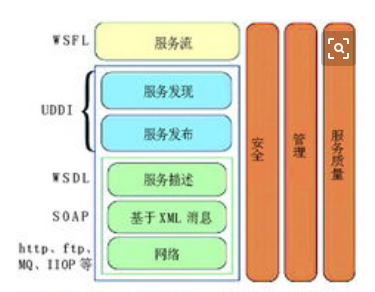 WSFL
服务流
UDDI
服务发现
服务发布
WSDL
服务描述
SOAP
基于 XML 消息
http、ftp、
MQ、IIOP 等
网络
安全
管理
服务质量